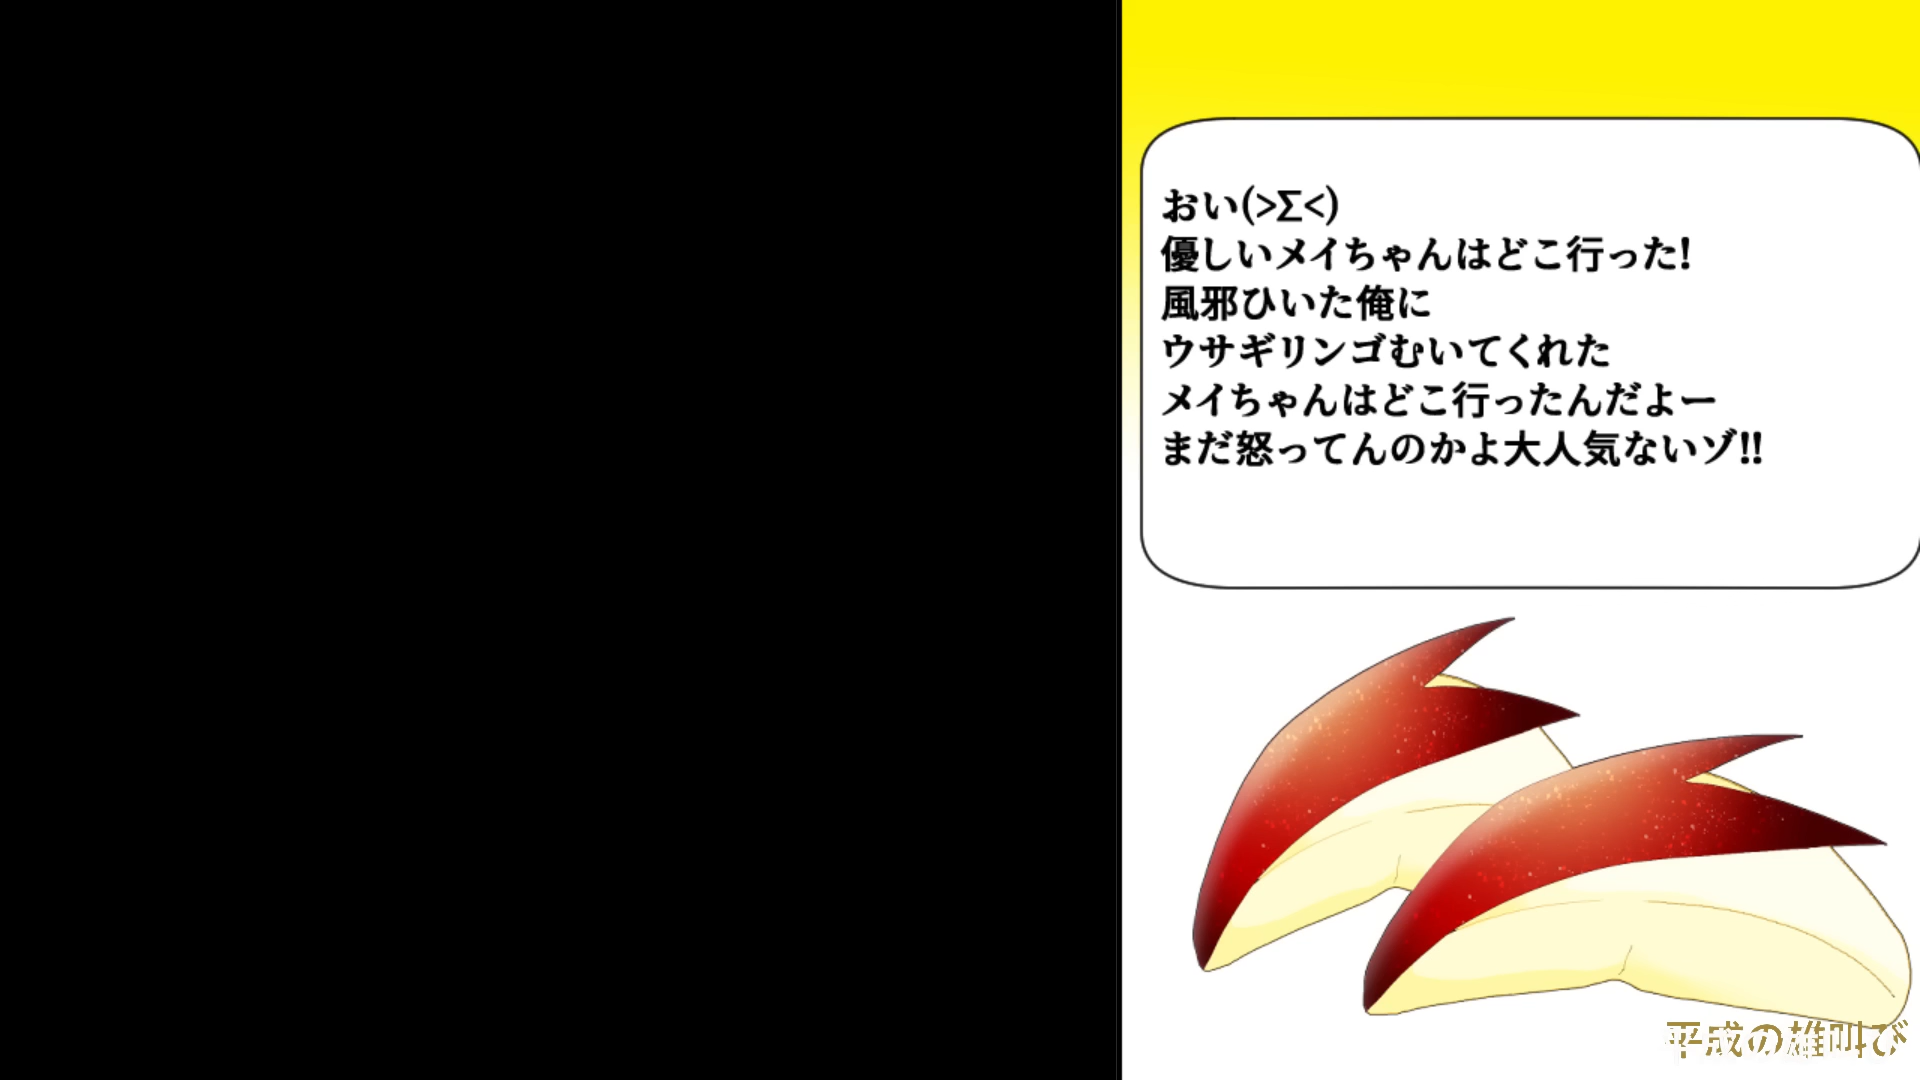 おい(>Σ<)
優しいメイちゃんはどこ行った!
風邪ひいた俺に
ウサギリンゴむいてくれた
メイちゃんはどこ行ったんだよー
まだ怒ってんのかよ大人気ないゾ!!
平成の雄叫び